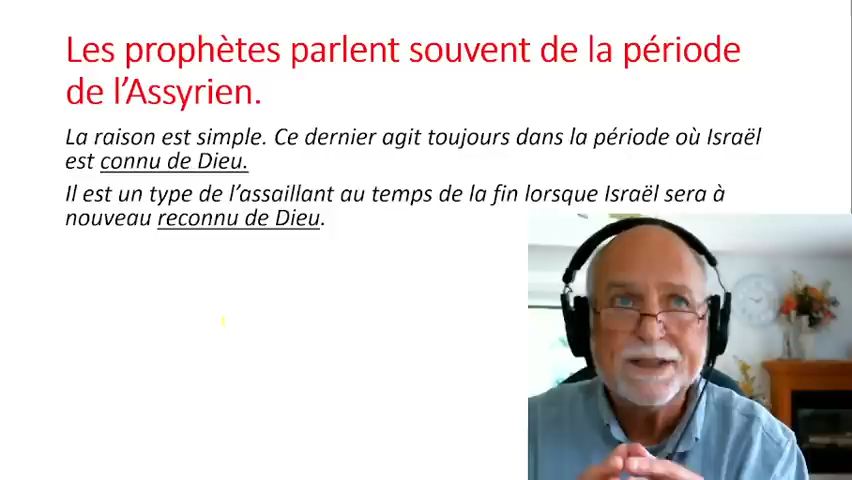 Les prophètes parlent souvent de la période
de l’Assyrien.
La raison est simple. Ce dernier agit toujours dans la période où Israël
est connu de Dieu.
Il est un type de l’assaillant au temps de la fin lorsque Israël sera à
nouveau reconnu de Dieu.